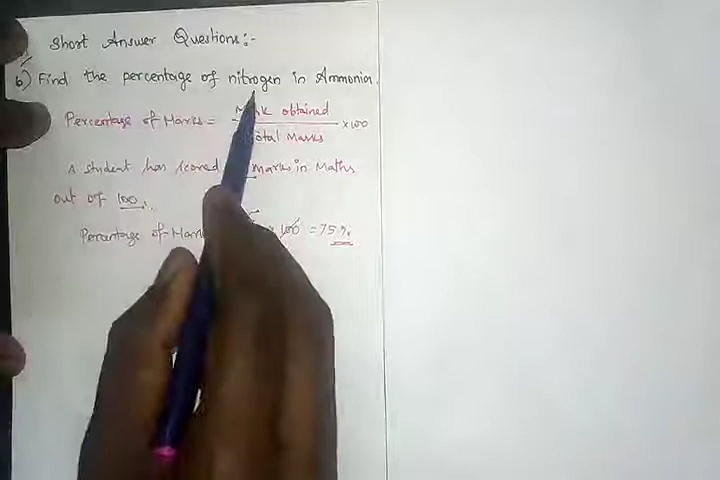 Short Answer Questions:-
6) Find the percentage of nitrogen in Ammonia.
Percentage of Marks = obtained
Total Marks ×100
A student has scored marks in Maths
out of 100.
Percentage of × 100 = 75%